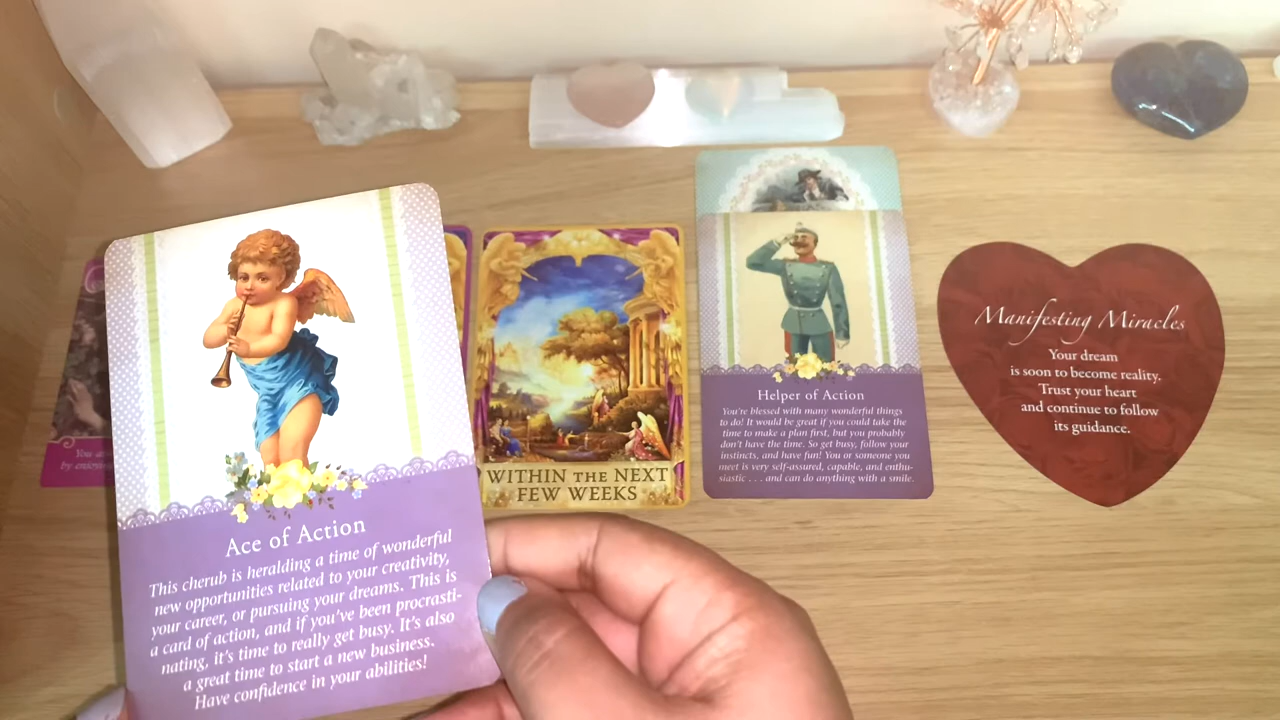 Ace of Action
This cherub is heralding a time of wonderful
new opportunities related to your creativity,
your career, or pursuing your dreams. This is
a card of action, and if you've been procrasti-
nating, it's time to really get busy. It's also
a great time to start a new business.
Have confidence in your abilities!
You
by
WITHIN THE NEXT
FEW WEEKS
Helper of Action
You're blessed with many wonderful things
to do! It would be great if you could take the
time to make a plan first, but you probably
don't have the time. So get busy, follow your
instincts, and have fun! You or someone you
meet is very self-assured, capable, and enthu-
siastic . . . and can do anything with a smile.
Manifesting Miracles
Your dream
is soon to become reality.
Trust your heart
and continue to follow
its guidance.